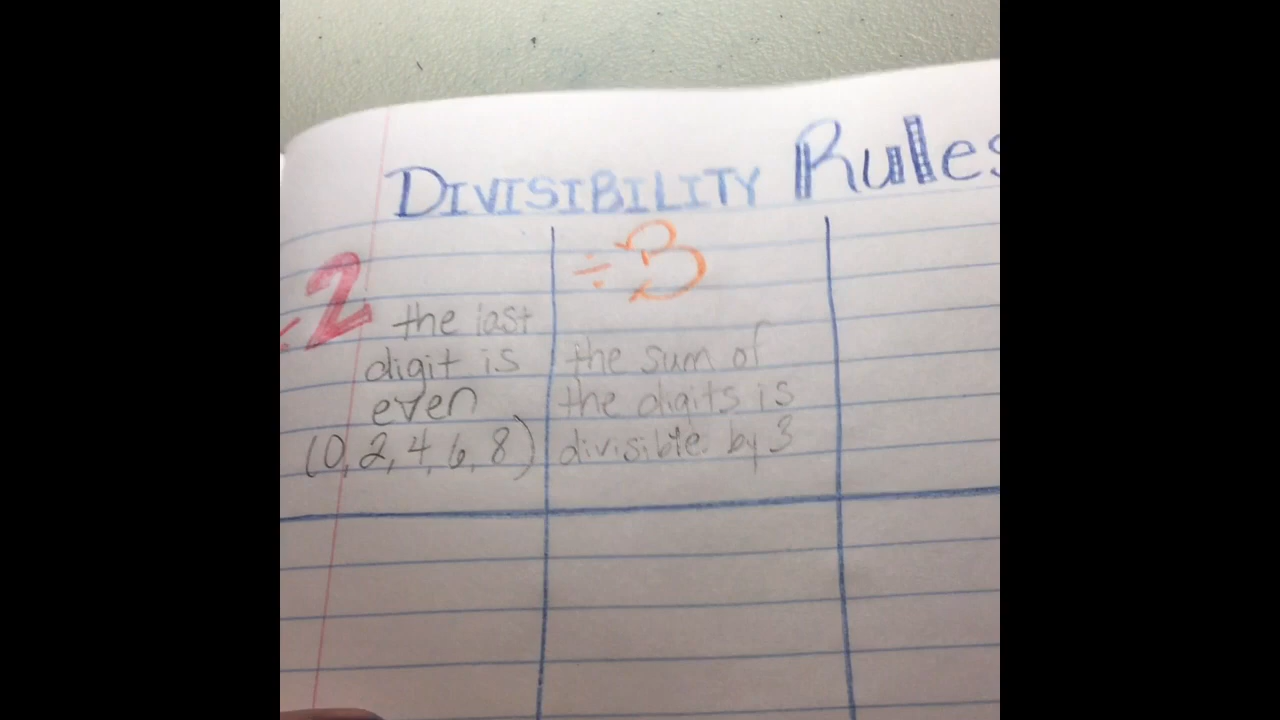 DIVISIBILITY Rules
÷2
the last
digit is
even
(0, 2, 4, 6, 8)
÷3
the sum of
the digits is
divisible by 3